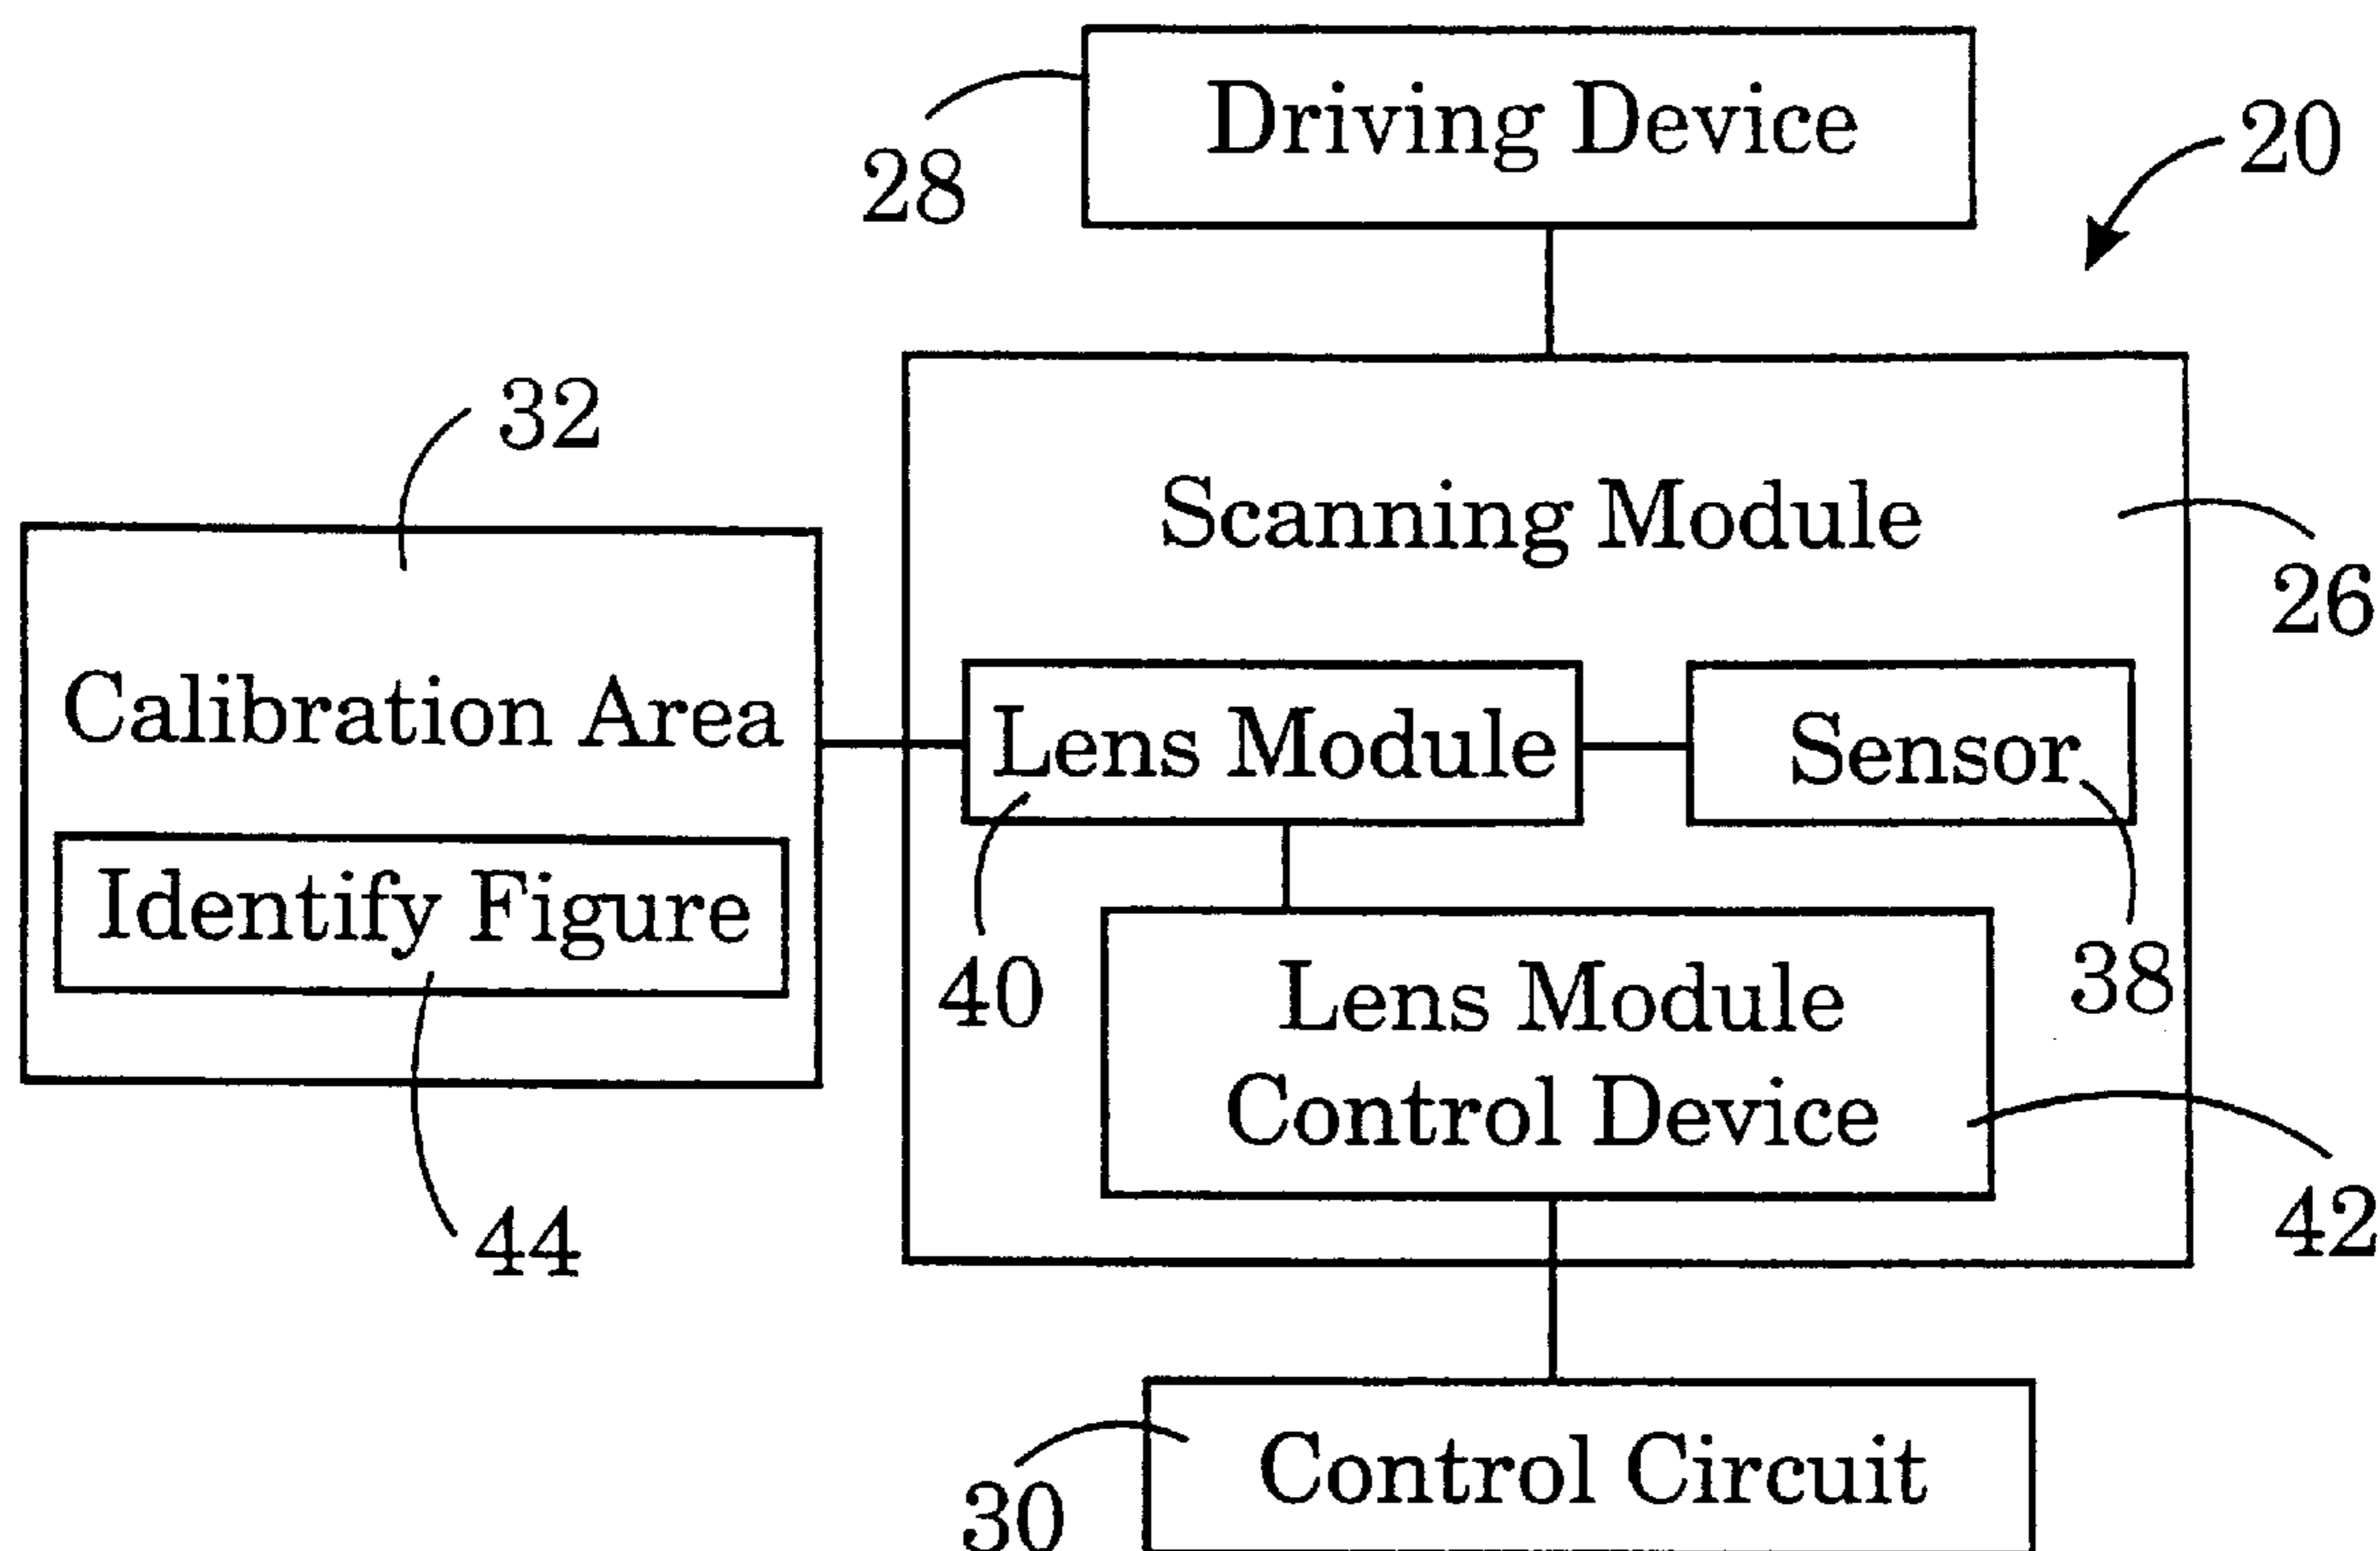 Driving Device
28
20
32
Scanning Module
26
Calibration Area
Lens Module
Sensor
Identify Figure
40
38
Lens Module
Control Device
44
42
Control Circuit
30